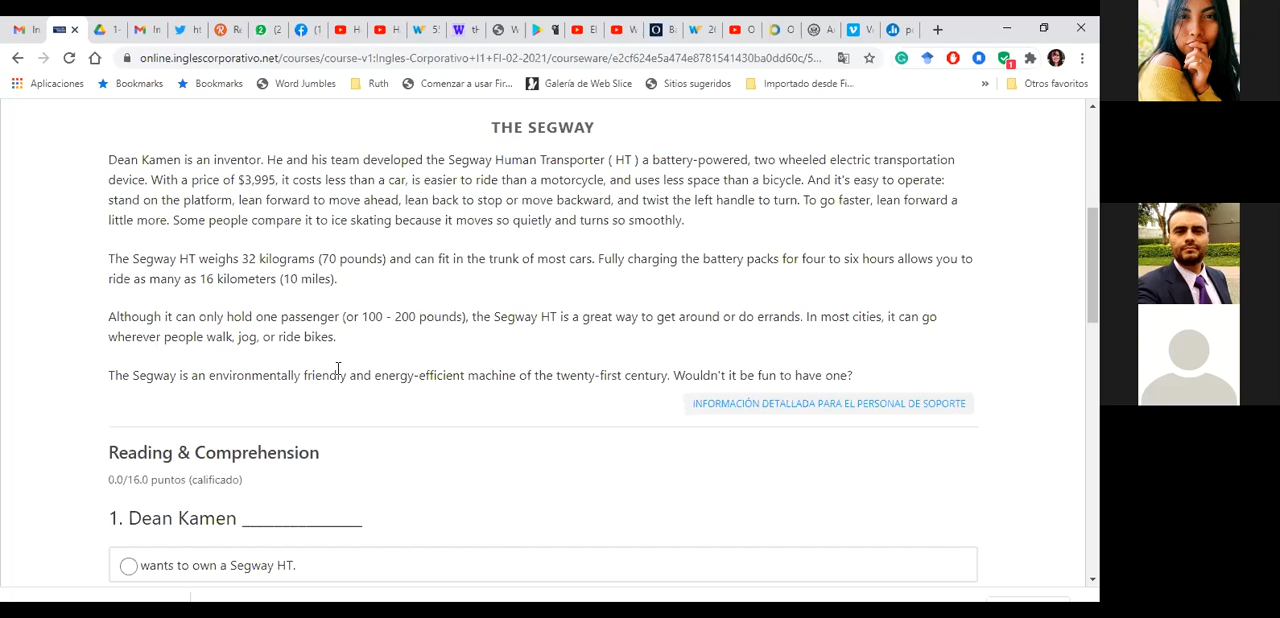 In
1-
In
ht
Ro
(2
(1
H
H
5!
th
W
El
W
B
2(
O
O
A
V
p
online.inglescorporativo.net/courses/course-v1:Ingles-Corporativo+I1+FI-02-2021/courseware/e2cf624e5a474e8781541430ba0dd60c/5...
1
Aplicaciones
Bookmarks
Bookmarks
Word Jumbles
Ruth
Comenzar a usar Fir...
Galería de Web Slice
Sitios sugeridos
Importado desde Fi...
»
Otros favoritos
THE SEGWAY
Dean Kamen is an inventor. He and his team developed the Segway Human Transporter ( HT ) a battery-powered, two wheeled electric transportation
device. With a price of $3,995, it costs less than a car, is easier to ride than a motorcycle, and uses less space than a bicycle. And it's easy to operate:
stand on the platform, lean forward to move ahead, lean back to stop or move backward, and twist the left handle to turn. To go faster, lean forward a
little more. Some people compare it to ice skating because it moves so quietly and turns so smoothly.
The Segway HT weighs 32 kilograms (70 pounds) and can fit in the trunk of most cars. Fully charging the battery packs for four to six hours allows you to
ride as many as 16 kilometers (10 miles).
Although it can only hold one passenger (or 100 - 200 pounds), the Segway HT is a great way to get around or do errands. In most cities, it can go
wherever people walk, jog, or ride bikes.
The Segway is an environmentally friendly and energy-efficient machine of the twenty-first century. Wouldn't it be fun to have one?
INFORMACIÓN DETALLADA PARA EL PERSONAL DE SOPORTE
Reading & Comprehension
0.0/16.0 puntos (calificado)
1. Dean Kamen _______________
wants to own a Segway HT.